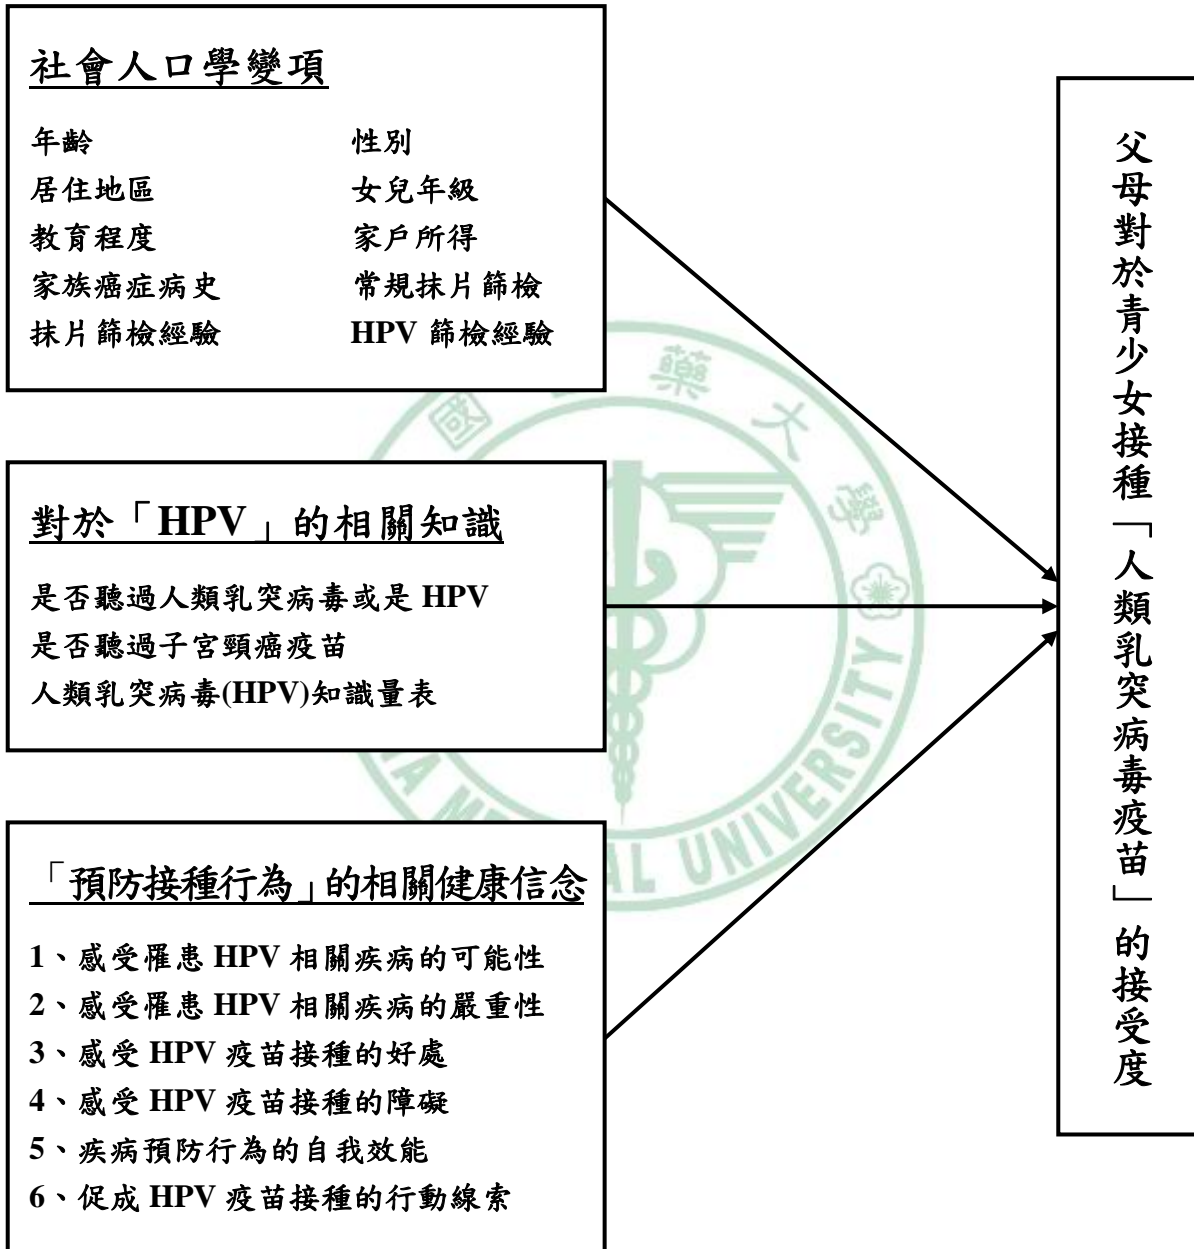 社會人口學變項
年齡 性別
居住地區 女兒年級
教育程度 家戶所得
家族癌症病史 常規抹片篩檢
抹片篩檢經驗 HPV 篩檢經驗
對於「HPV」的相關知識
是否聽過人類乳突病毒或是 HPV
是否聽過子宮頸癌疫苗
人類乳突病毒(HPV)知識量表
「預防接種行為」的相關健康信念
1、感受罹患 HPV 相關疾病的可能性
2、感受罹患 HPV 相關疾病的嚴重性
3、感受 HPV 疫苗接種的好處
4、感受 HPV 疫苗接種的障礙
5、疾病預防行為的自我效能
6、促成 HPV 疫苗接種的行動線索
父母對於青少女接種「人類乳突病毒疫苗」的接受度
國 藥大學
AL UNIVERSITY